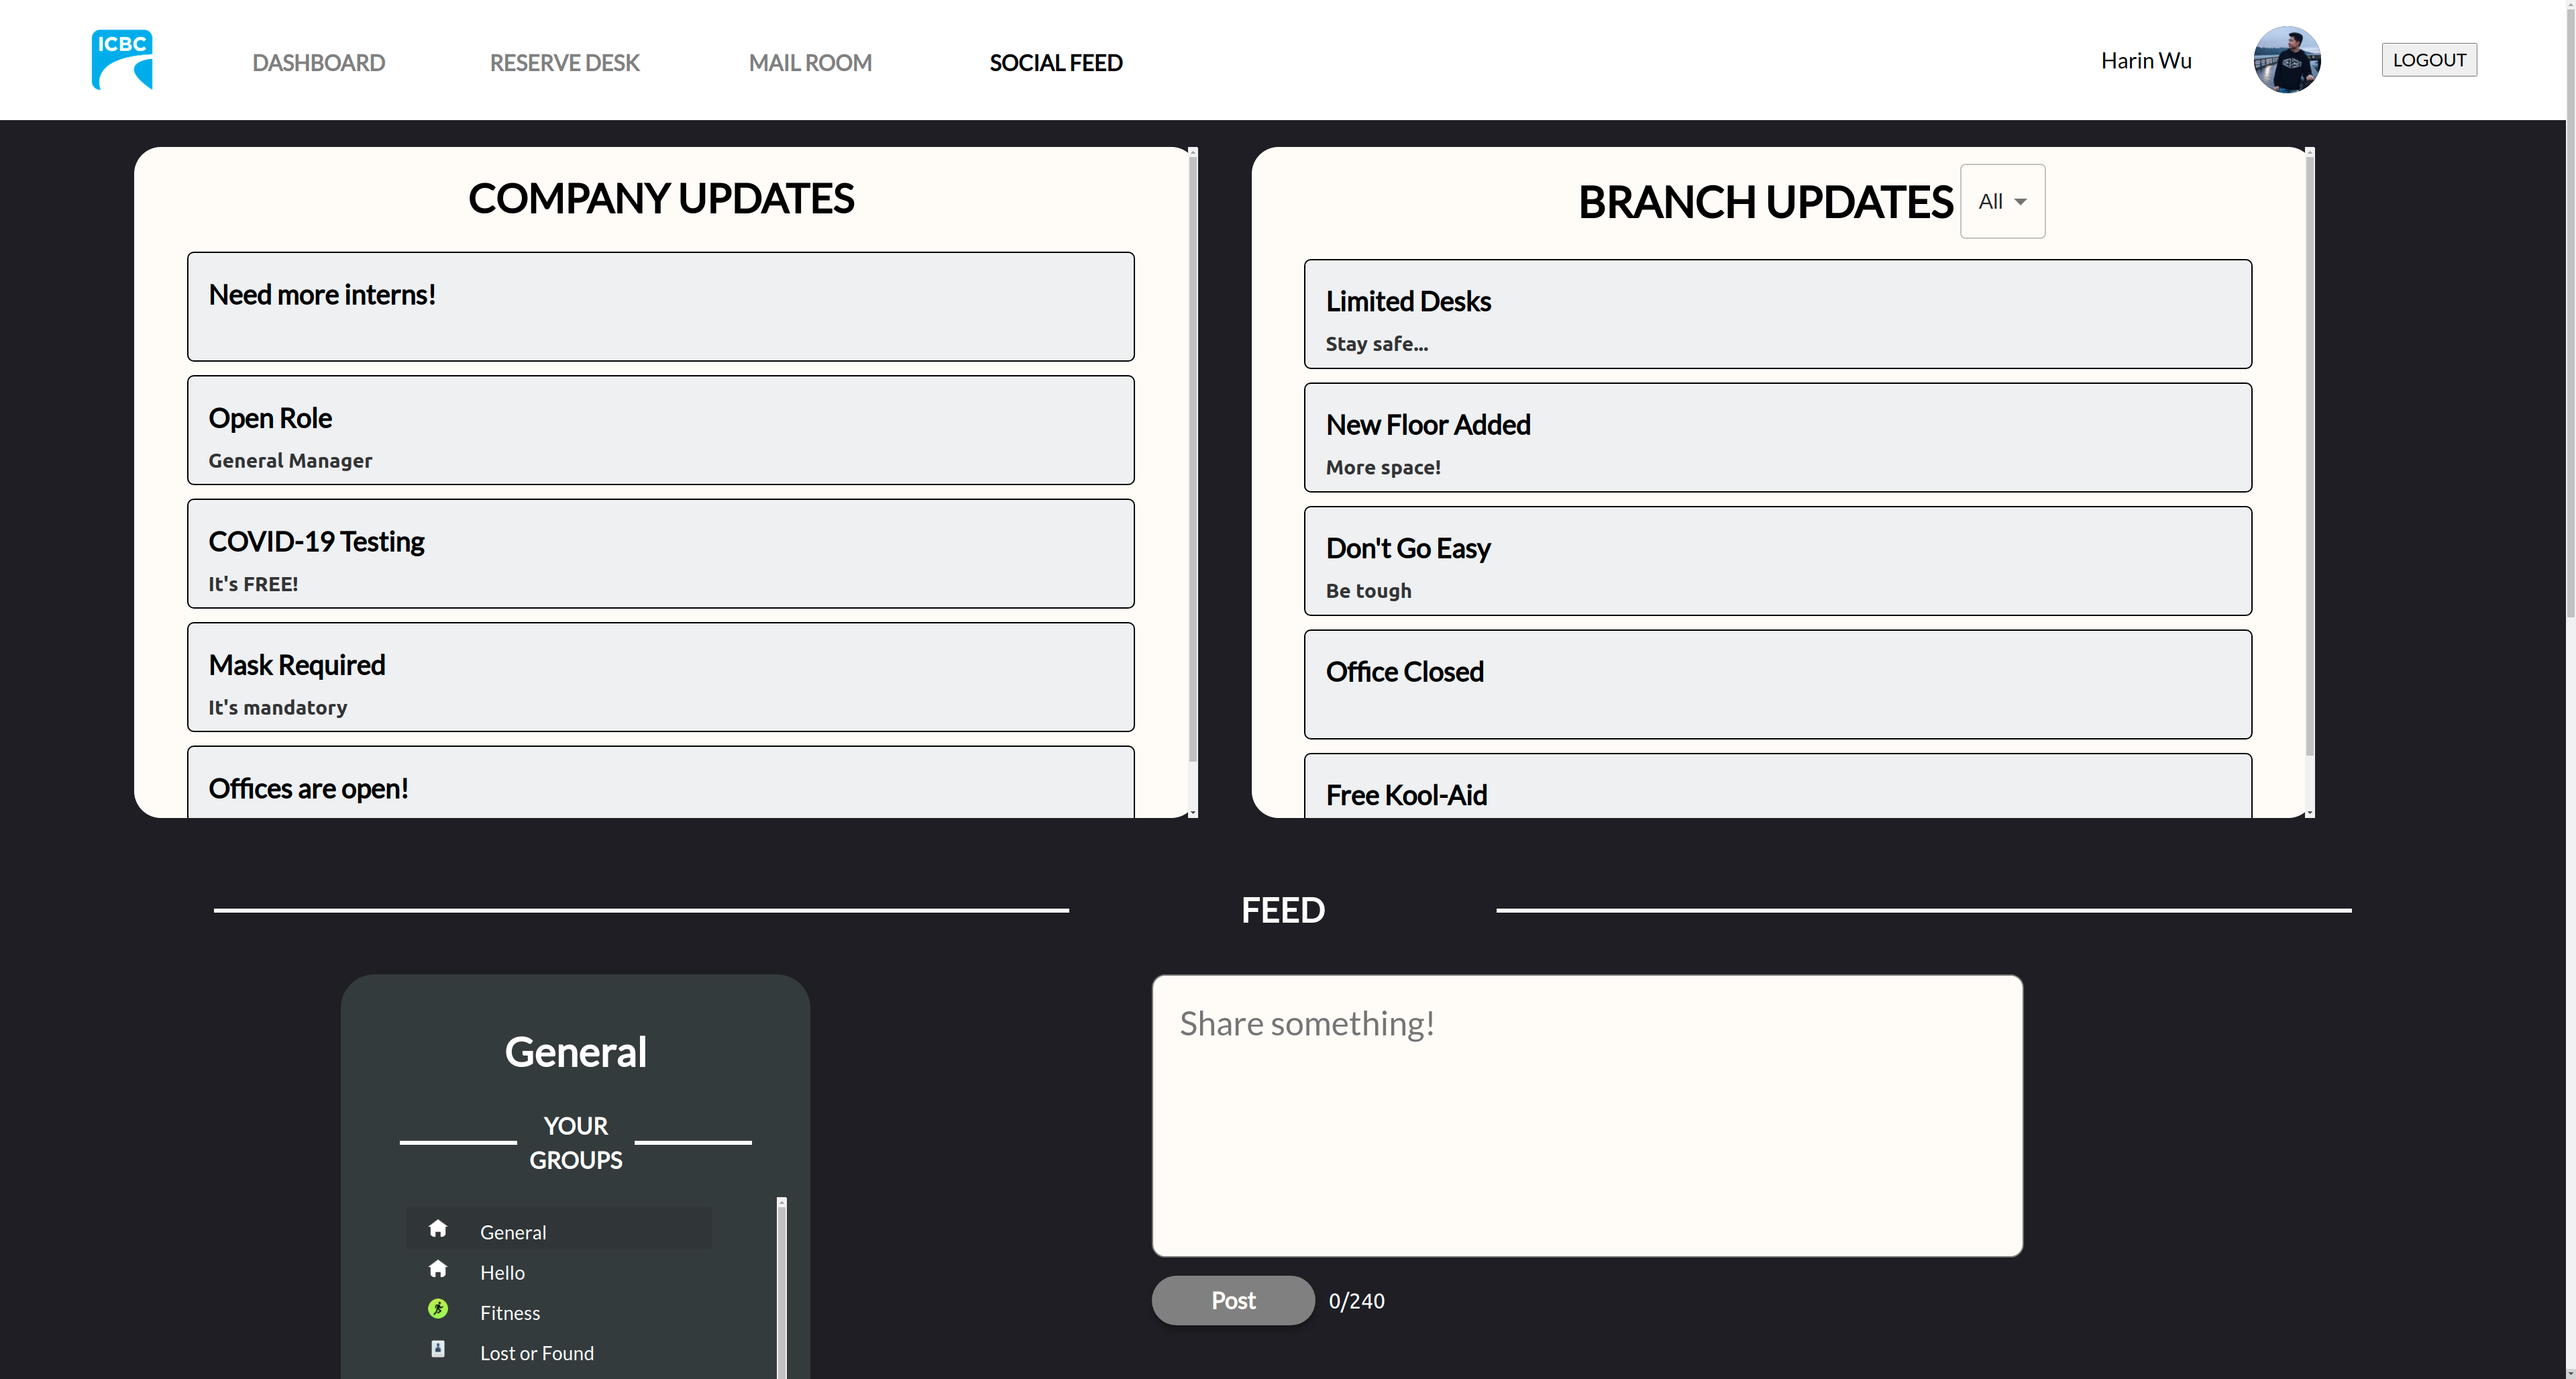 ICBC
DASHBOARD
RESERVE DESK
MAIL ROOM
SOCIAL FEED
Harin Wu
LOGOUT
COMPANY UPDATES
Need more interns!
Open Role
General Manager
COVID-19 Testing
It's FREE!
Mask Required
It's mandatory
Offices are open!
BRANCH UPDATES
All
Limited Desks
Stay safe...
New Floor Added
More space!
Don't Go Easy
Be tough
Office Closed
Free Kool-Aid
FEED
General
YOUR
GROUPS
General
Hello
Fitness
Lost or Found
Share something!
Post
0/240